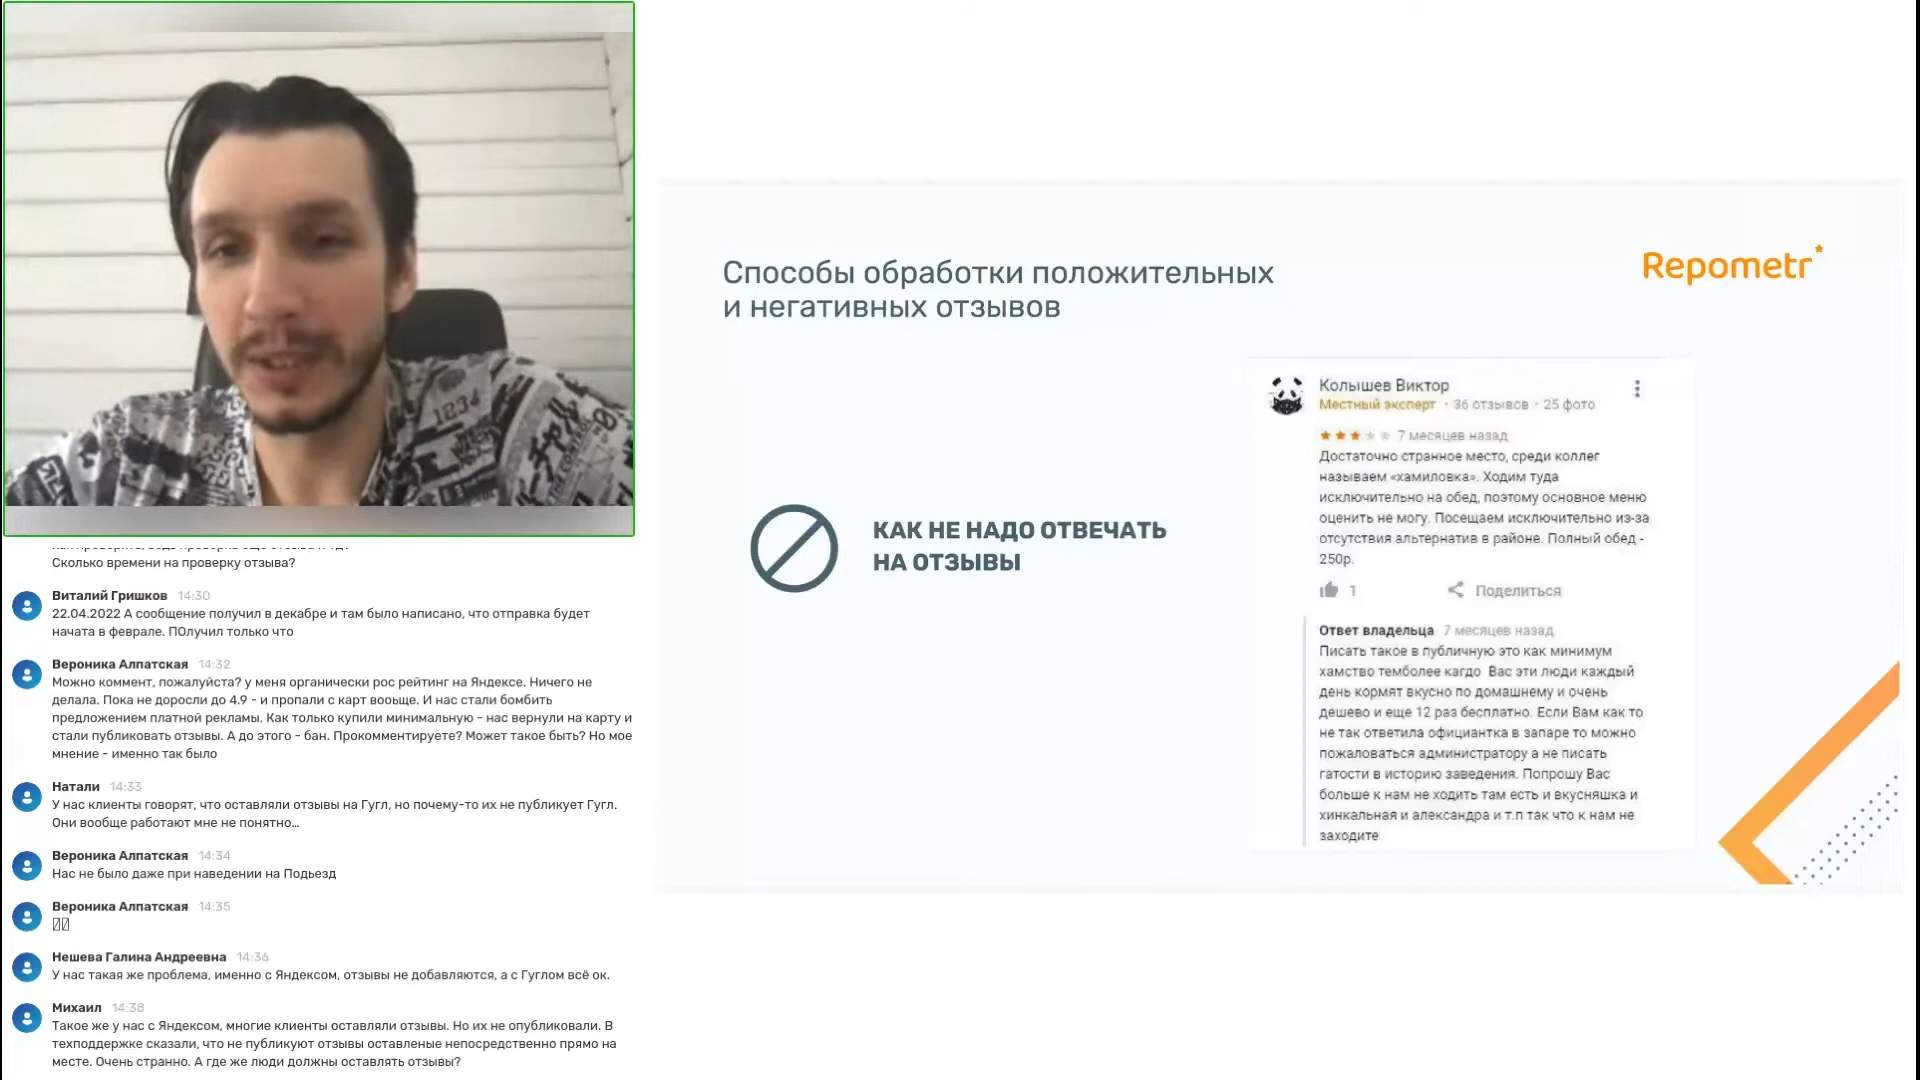 Сколько времени на проверку отзыва?
Виталий Гришков 14:30
22.04.2022 А сообщение получил в декабре и там было написано, что отправка будет
начата в феврале. ПОлучил только что
Вероника Алпатская 14:32
Можно коммент, пожалуйста? у меня органически рос рейтинг на Яндексе. Ничего не
делала. Пока не доросли до 4.9 - и пропали с карт вооьще. И нас стали бомбить
предложением платной рекламы. Как только купили минимальную - нас вернули на карту и
стали публиковать отзывы. А до этого - бан. Прокомментируете? Может такое быть? Но мое
мнение - именно так было
Натали 14:33
У нас клиенты говорят, что оставляли отзывы на Гугл, но почему-то их не публикует Гугл.
Они вообще работают мне не понятно...
Вероника Алпатская 14:34
Нас не было даже при наведении на Подьезд
Вероника Алпатская 14:35
Нешева Галина Андреевна 14:36
У нас такая же проблема, именно с Яндексом, отзывы не добавляются, а с Гуглом всё ок.
Михаил 14:38
Такое же у нас с Яндексом, многие клиенты оставляли отзывы. Но их не опубликовали. В
техподдержке сказали, что не публикуют отзывы оставленые непосредственно прямо на
месте. Очень странно. А где же люди должны оставлять отзывы?
Способы обработки положительных
и негативных отзывов
Repometr
КАК НЕ НАДО ОТВЕЧАТЬ
НА ОТЗЫВЫ
Колышев Виктор
Местный эксперт · 36 отзывов · 25 фото
7 месяцев назад
Достаточно странное место, среди коллег
называем «хамиловка». Ходим туда
исключительно на обед, поэтому основное меню
оценить не могу. Посещаем исключительно из-за
отсутствия альтернатив в районе. Полный обед -
250р.
1 Поделиться
Ответ владельца 7 месяцев назад
Писать такое в публичную это как минимум
хамство темболее кагдо Вас эти люди каждый
день кормят вкусно по домашнему и очень
дешево и еще 12 раз бесплатно. Если Вам как то
не так ответила официантка в запаре то можно
пожаловаться администратору а не писать
гатости в историю заведения. Попрошу Вас
больше к нам не ходить там есть и вкусняшка и
хинкальная и александра и т.п так что к нам не
заходите